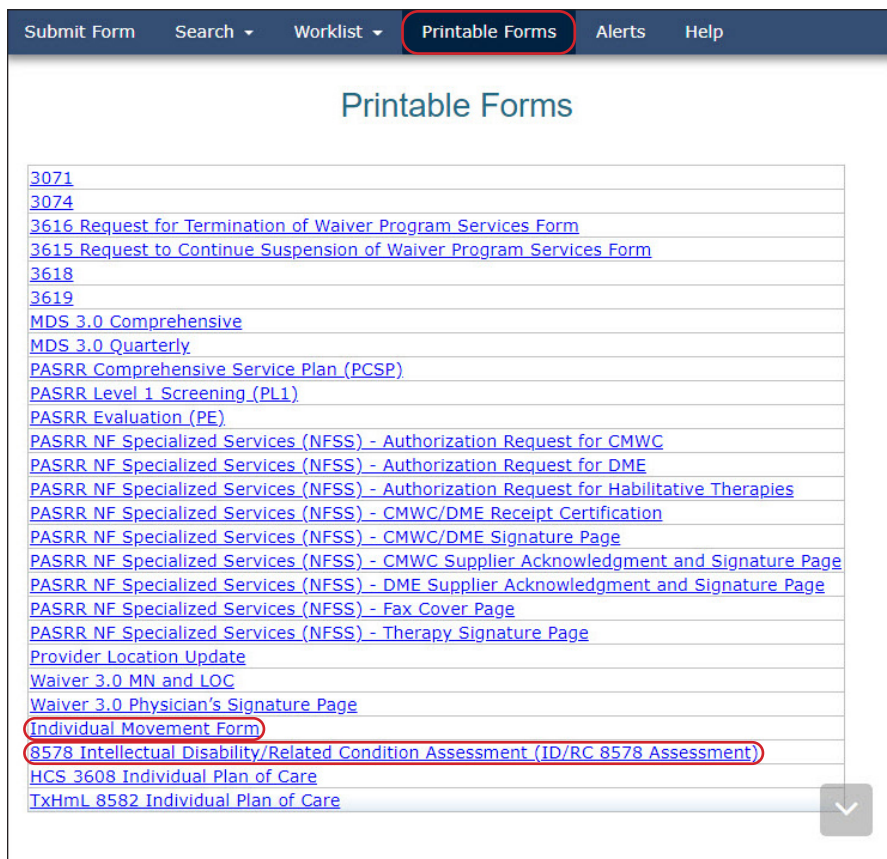 Submit Form Search Worklist Printable Forms Alerts Help
Printable Forms
3071
3074
3616 Request for Termination of Waiver Program Services Form
3615 Request to Continue Suspension of Waiver Program Services Form
3618
3619
MDS 3.0 Comprehensive
MDS 3.0 Quarterly
PASRR Comprehensive Service Plan (PCSP)
PASRR Level 1 Screening (PL1)
PASRR Evaluation (PE)
PASRR NF Specialized Services (NFSS) - Authorization Request for CMWC
PASRR NF Specialized Services (NFSS) - Authorization Request for DME
PASRR NF Specialized Services (NFSS) - Authorization Request for Habilitative Therapies
PASRR NF Specialized Services (NFSS) - CMWC/DME Receipt Certification
PASRR NF Specialized Services (NFSS) - CMWC/DME Signature Page
PASRR NF Specialized Services (NFSS) - CMWC Supplier Acknowledgment and Signature Page
PASRR NF Specialized Services (NFSS) - DME Supplier Acknowledgment and Signature Page
PASRR NF Specialized Services (NFSS) - Fax Cover Page
PASRR NF Specialized Services (NFSS) - Therapy Signature Page
Provider Location Update
Waiver 3.0 MN and LOC
Waiver 3.0 Physician's Signature Page
Individual Movement Form
8578 Intellectual Disability/Related Condition Assessment (ID/RC 8578 Assessment)
HCS 3608 Individual Plan of Care
TxHmL 8582 Individual Plan of Care